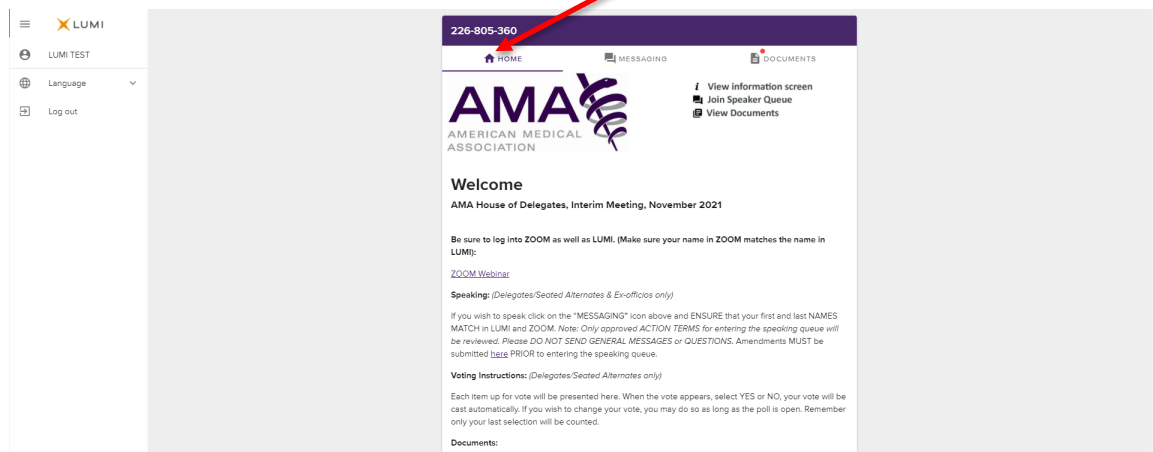 LUMI
LUMI TEST
Language
Log out
226-805-360
HOME
MESSAGING
DOCUMENTS
AMA
AMERICAN MEDICAL
ASSOCIATION
i View information screen
Join Speaker Queue
View Documents
Welcome
AMA House of Delegates, Interim Meeting, November 2021
Be sure to log into ZOOM as well as LUMI. (Make sure your name in ZOOM matches the name in
LUMI):
ZOOM Webinar
Speaking: (Delegates/Seated Alternates & Ex-officios only)
If you wish to speak click on the "MESSAGING" icon above and ENSURE that your first and last NAMES
MATCH in LUMI and ZOOM. Note: Only approved ACTION TERMS for entering the speaking queue will
be reviewed. Please DO NOT SEND GENERAL MESSAGES or QUESTIONS. Amendments MUST be
submitted here PRIOR to entering the speaking queue.
Voting Instructions: (Delegates/Seated Alternates only)
Each item up for vote will be presented here. When the vote appears, select YES or NO, your vote will be
cast automatically. If you wish to change your vote, you may do so as long as the poll is open. Remember
only your last selection will be counted.
Documents: